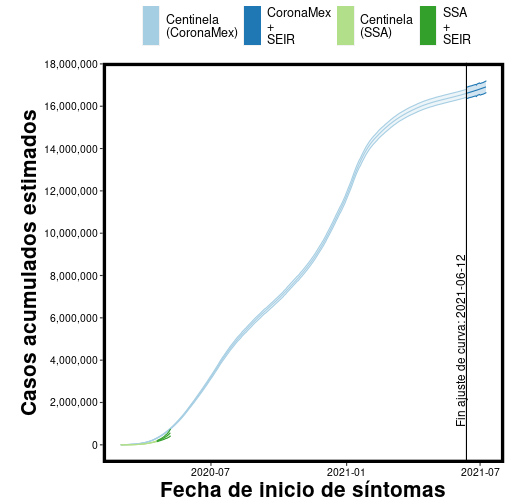 Centinela
(CoronaMex)
CoronaMex
+
SEIR
Centinela
(SSA)
SSA
+
SEIR
Casos acumulados estimados
18,000,000
16,000,000
14,000,000
12,000,000
10,000,000
8,000,000
6,000,000
4,000,000
2,000,000
0
Fin ajuste de curva: 2021-06-12
2020-07
2021-01
2021-07
Fecha de inicio de síntomas